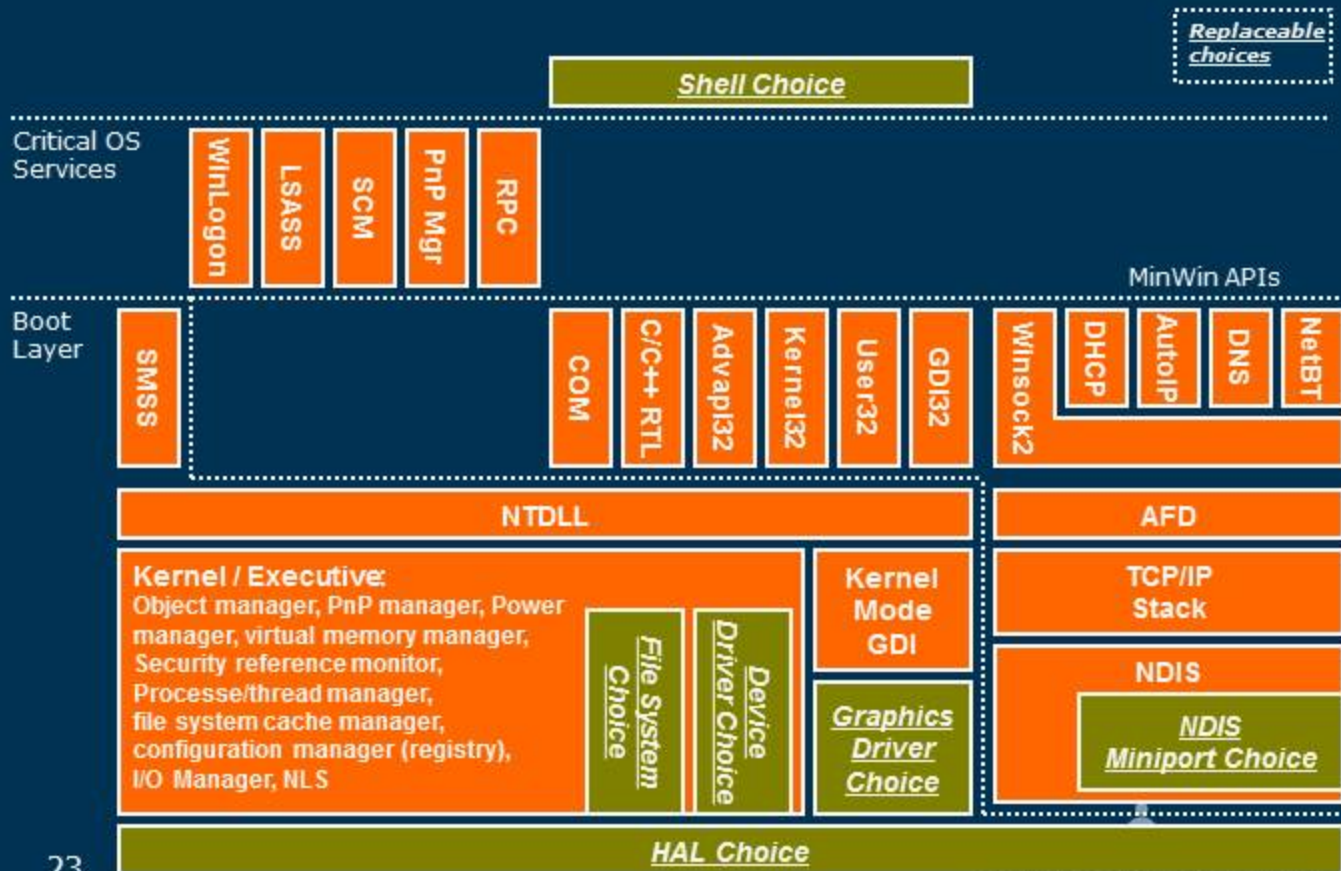 Replaceable
choices
Shell Choice
Critical OS
Services
WinLogon
LSASS
SCM
PnP Mgr
RPC
MinWin APIs
Boot
Layer
SMSS
COM
C/C++ RTL
AdvapI32
Kernel32
User32
GDI32
Winsock2
DHCP
AutoIP
DNS
NetBT
NTDLL
AFD
Kernel / Executive:
Object manager, PnP manager, Power
manager, virtual memory manager,
Security reference monitor,
Processe/thread manager,
file system cache manager,
configuration manager (registry),
I/O Manager, NLS
File System
Choice
Device
Driver Choice
Kernel
Mode
GDI
Graphics
Driver
Choice
TCP/IP
Stack
NDIS
NDIS
Miniport Choice
HAL Choice
23